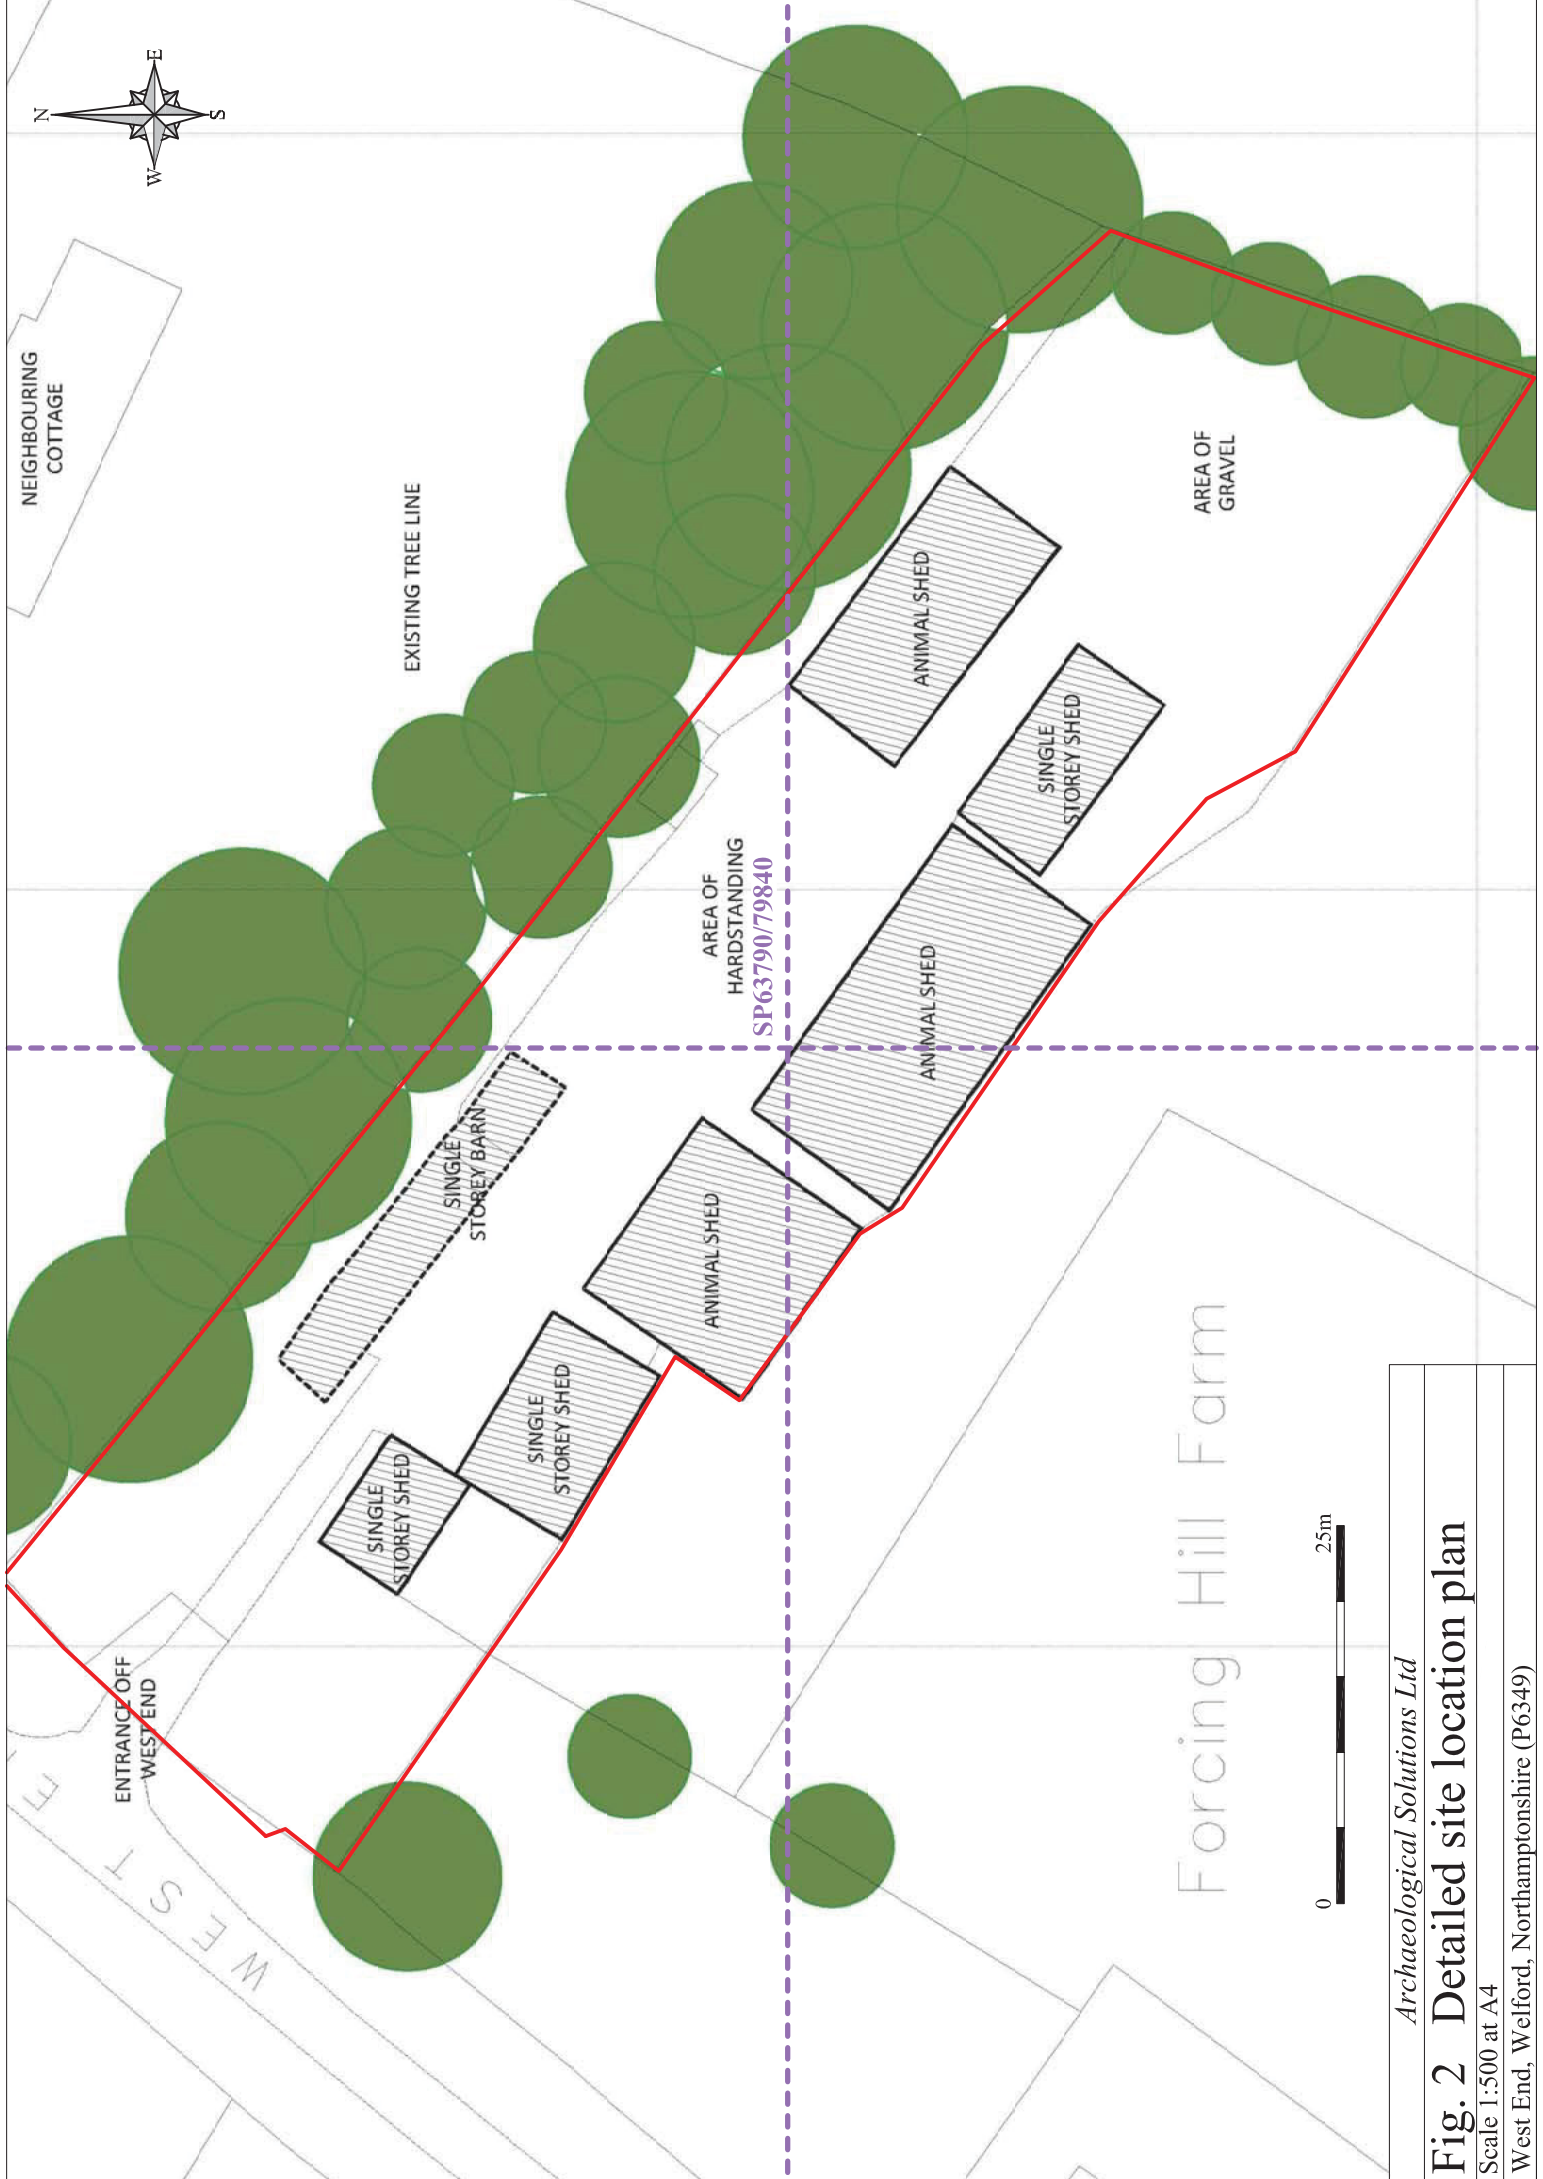 N
E
S
W
NEIGHBOURING
COTTAGE
EXISTING TREE LINE
AREA OF
GRAVEL
ANIMAL SHED
SINGLE
STOREY SHED
AREA OF
HARDSTANDING
SP63790/79840
ANIMAL SHED
SINGLE
STOREY BARN
ANIMAL SHED
SINGLE
STOREY SHED
SINGLE
STOREY SHED
ENTRANCE OFF
WEST END
WEST E
Forcing Hill Farm
0
25m
Archaeological Solutions Ltd
Fig. 2 Detailed site location plan
Scale 1:500 at A4
West End, Welford, Northamptonshire (P6349)